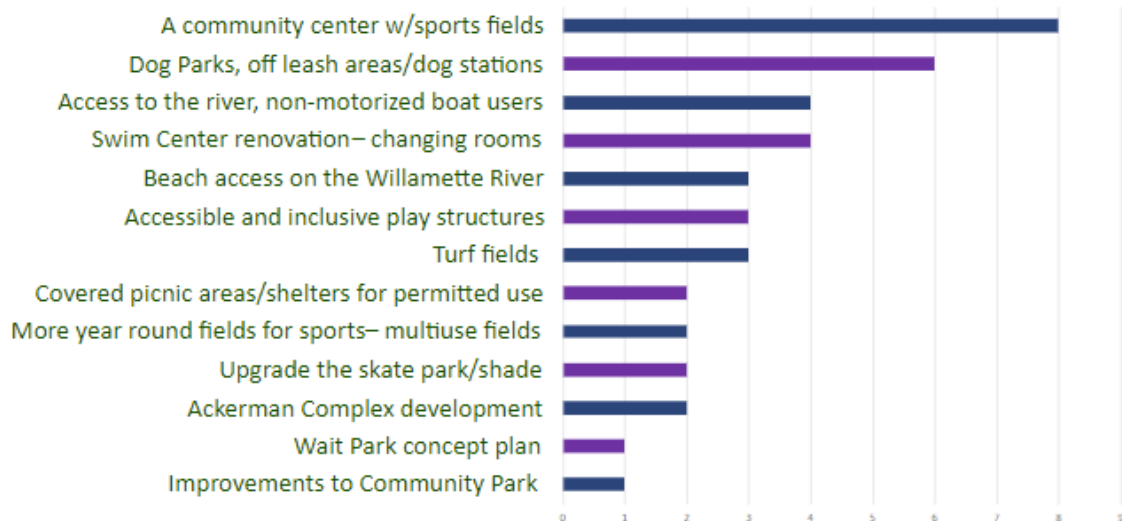 A community center w/sports fields
Dog Parks, off leash areas/dog stations
Access to the river, non-motorized boat users
Swim Center renovation– changing rooms
Beach access on the Willamette River
Accessible and inclusive play structures
Turf fields
Covered picnic areas/shelters for permitted use
More year round fields for sports– multiuse fields
Upgrade the skate park/shade
Ackerman Complex development
Wait Park concept plan
Improvements to Community Park
0 1 2 3 4 5 6 7 8 9